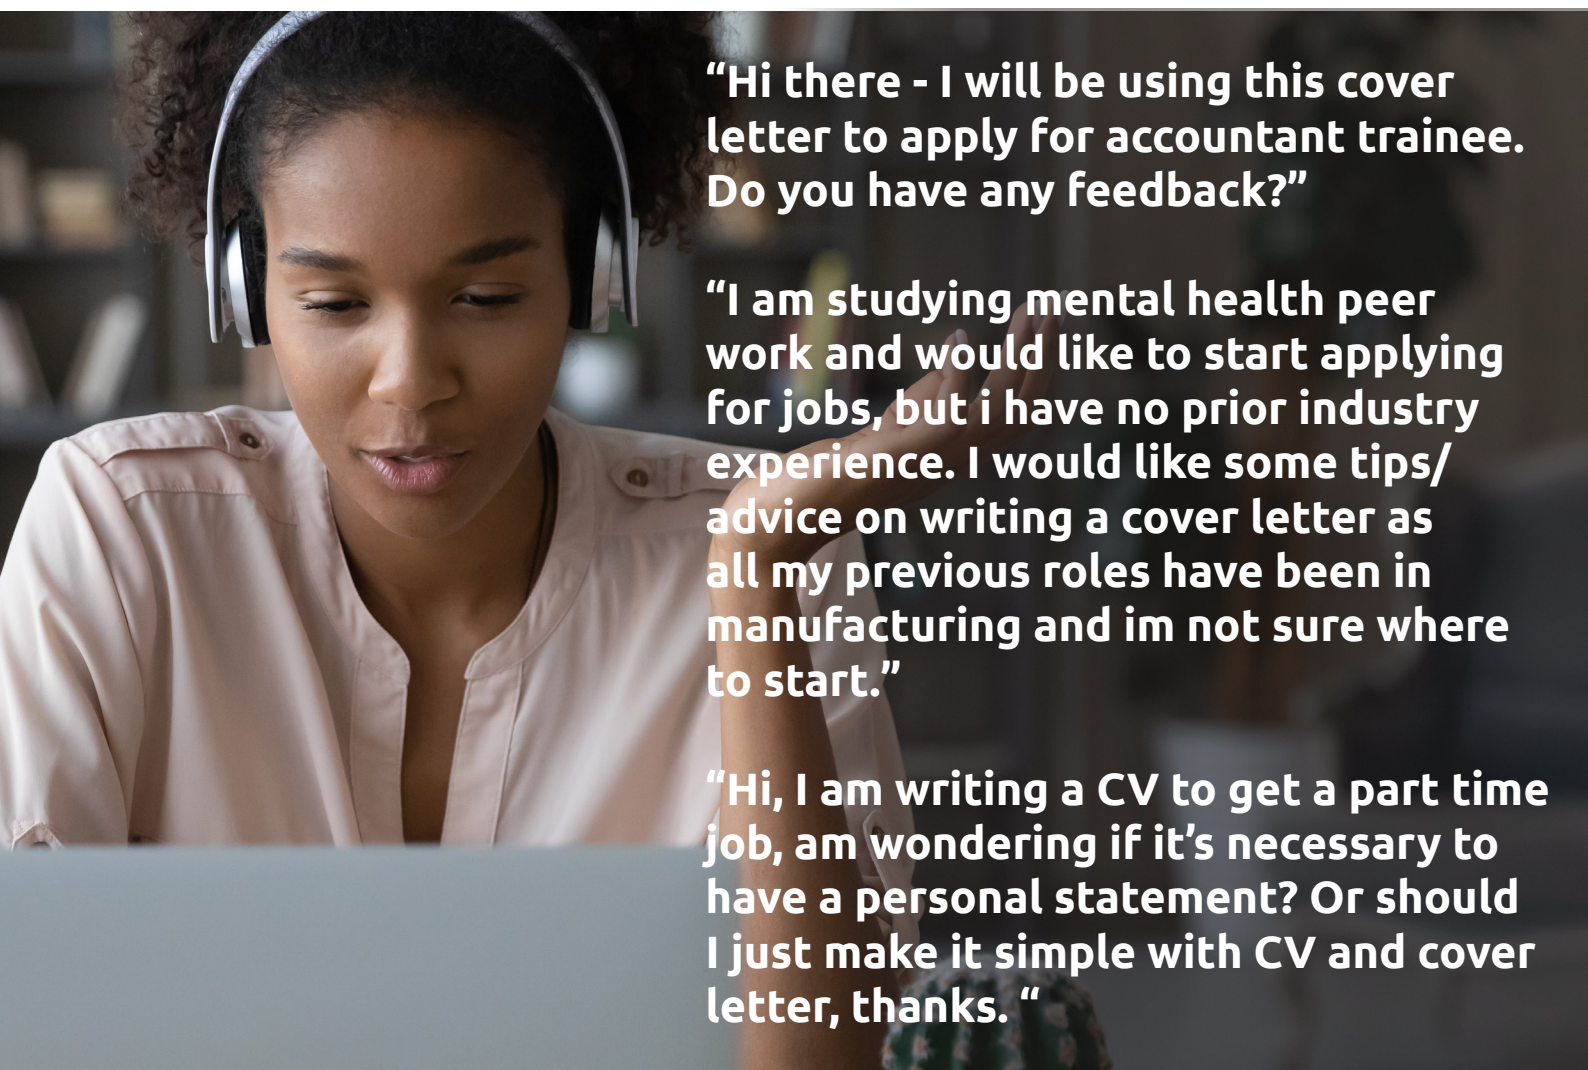 “Hi there - I will be using this cover
letter to apply for accountant trainee.
Do you have any feedback?”
“I am studying mental health peer
work and would like to start applying
for jobs, but i have no prior industry
experience. I would like some tips/
advice on writing a cover letter as
all my previous roles have been in
manufacturing and im not sure where
to start.”
“Hi, I am writing a CV to get a part time
job, am wondering if it’s necessary to
have a personal statement? Or should
I just make it simple with CV and cover
letter, thanks. “